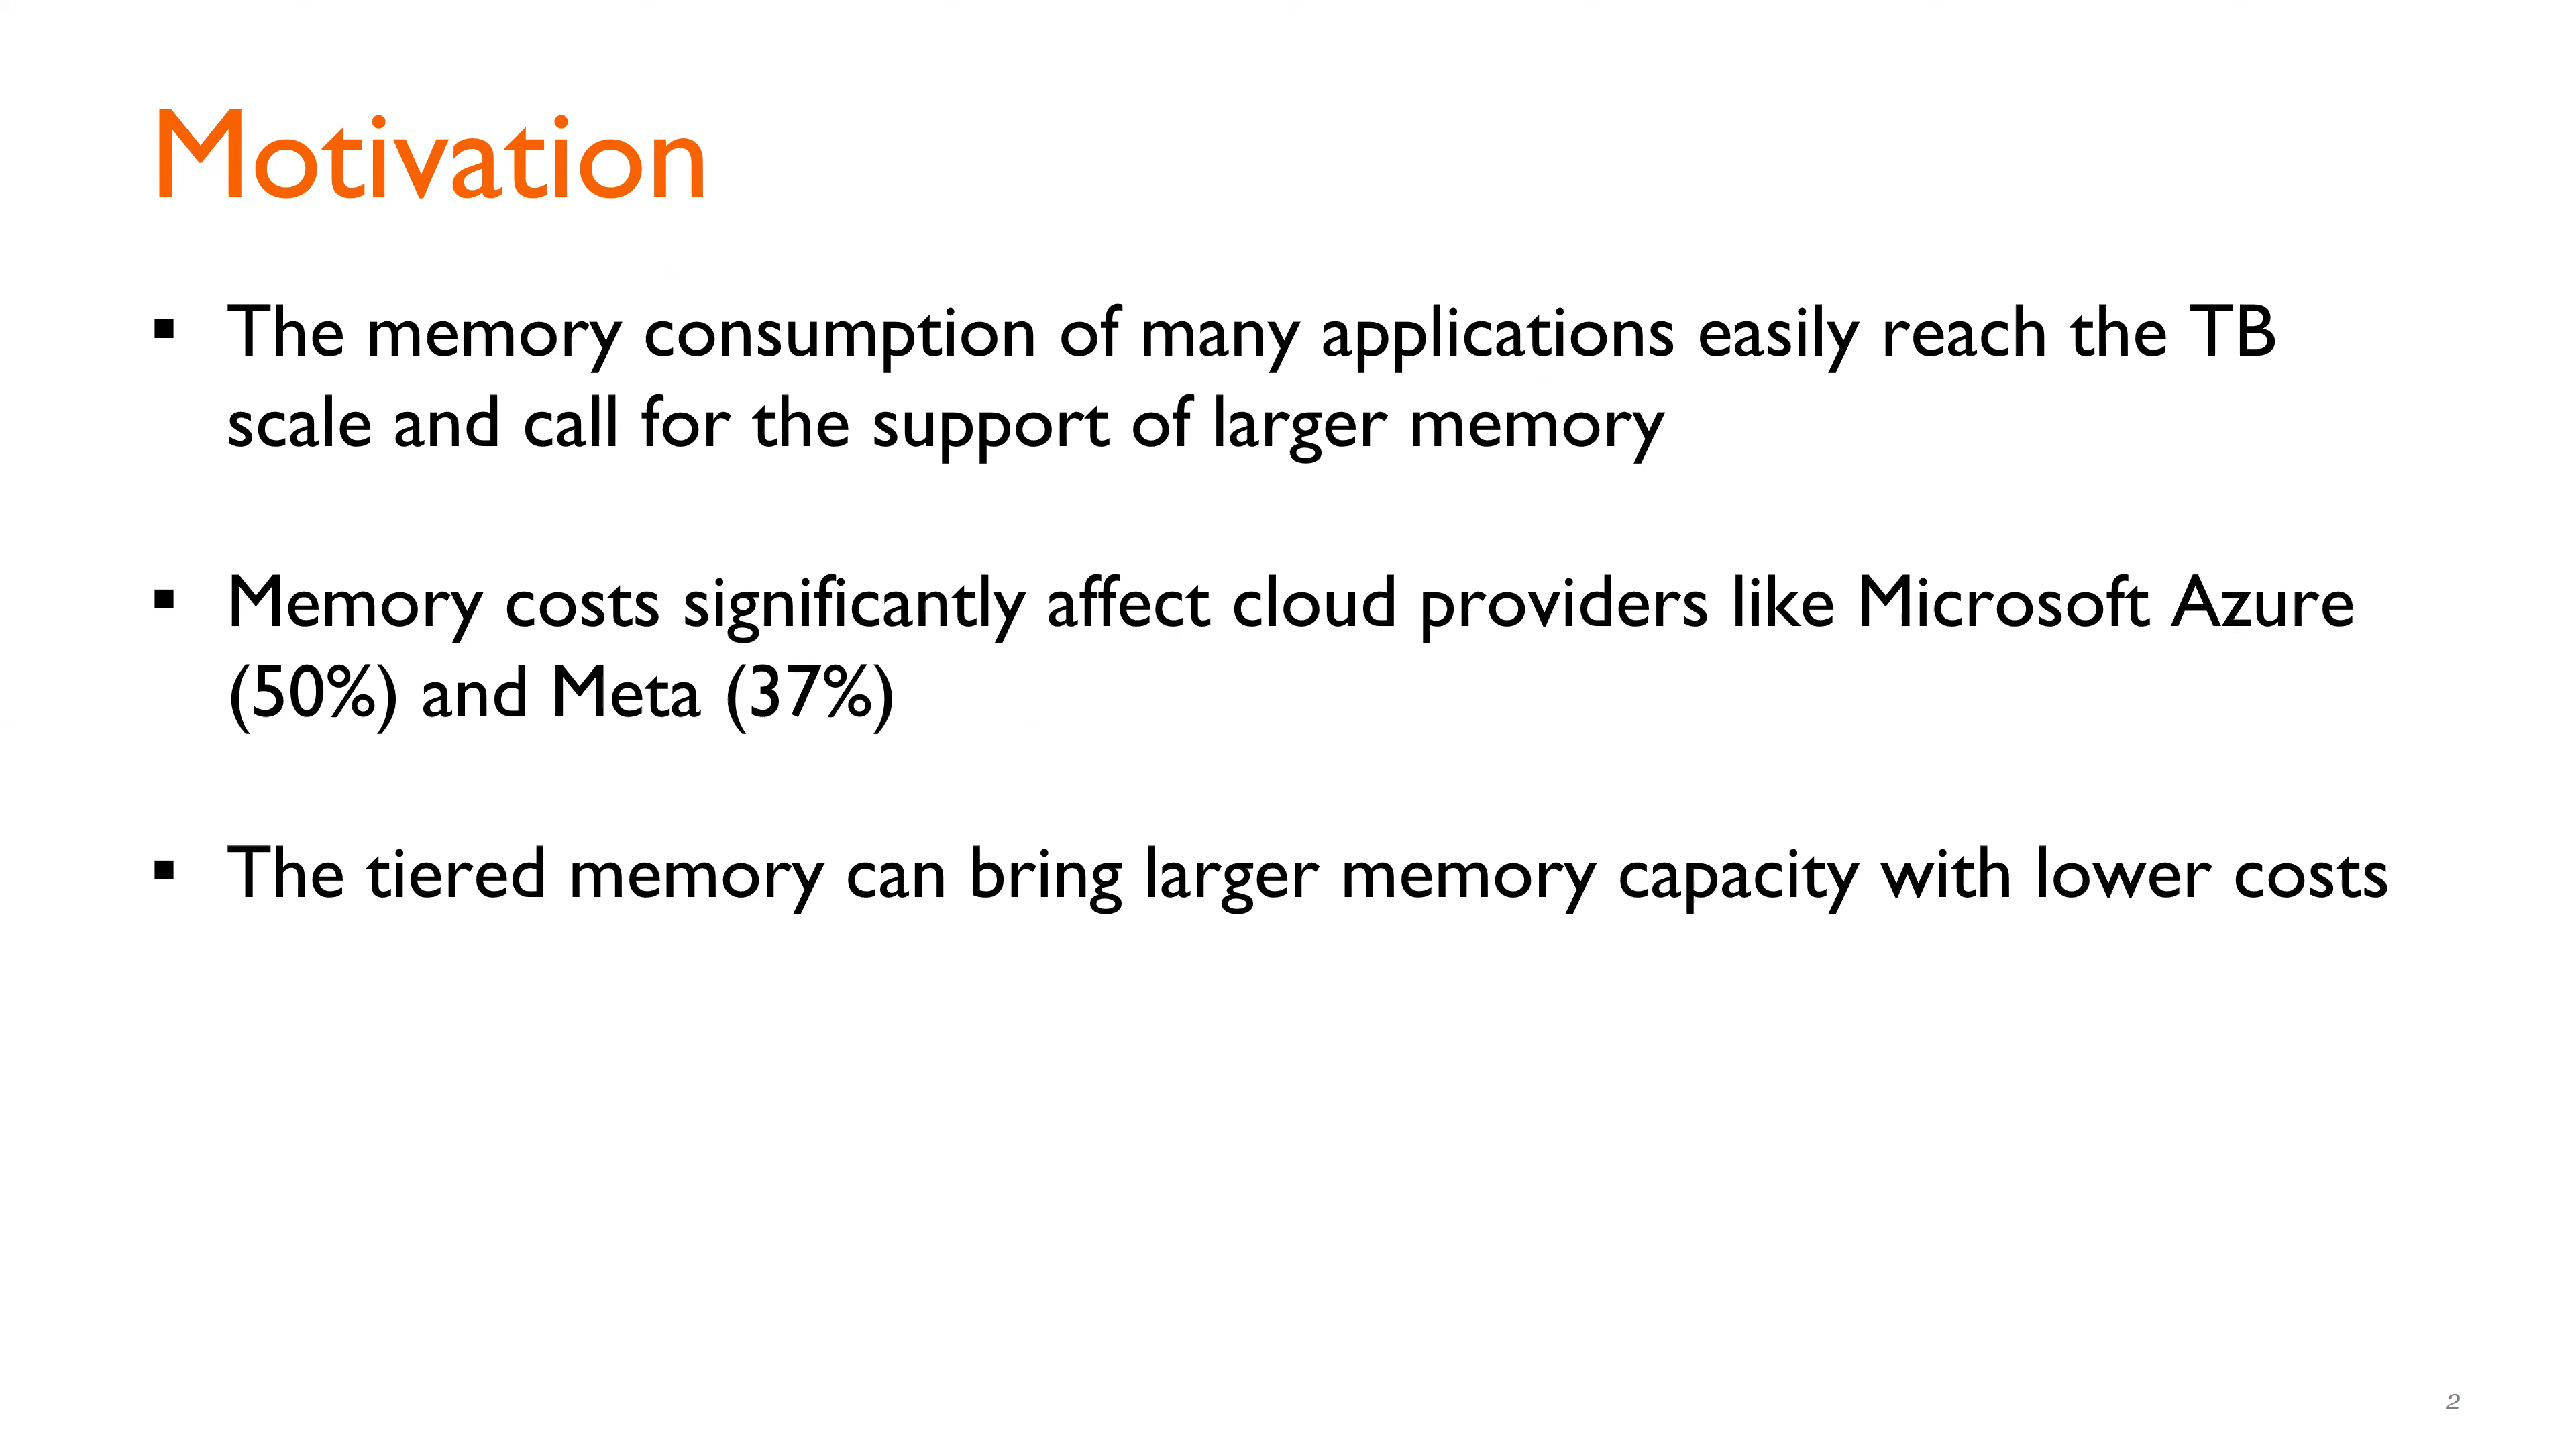 Motivation
▪ The memory consumption of many applications easily reach the TB
scale and call for the support of larger memory
▪ Memory costs significantly affect cloud providers like Microsoft Azure
(50%) and Meta (37%)
▪ The tiered memory can bring larger memory capacity with lower costs
2